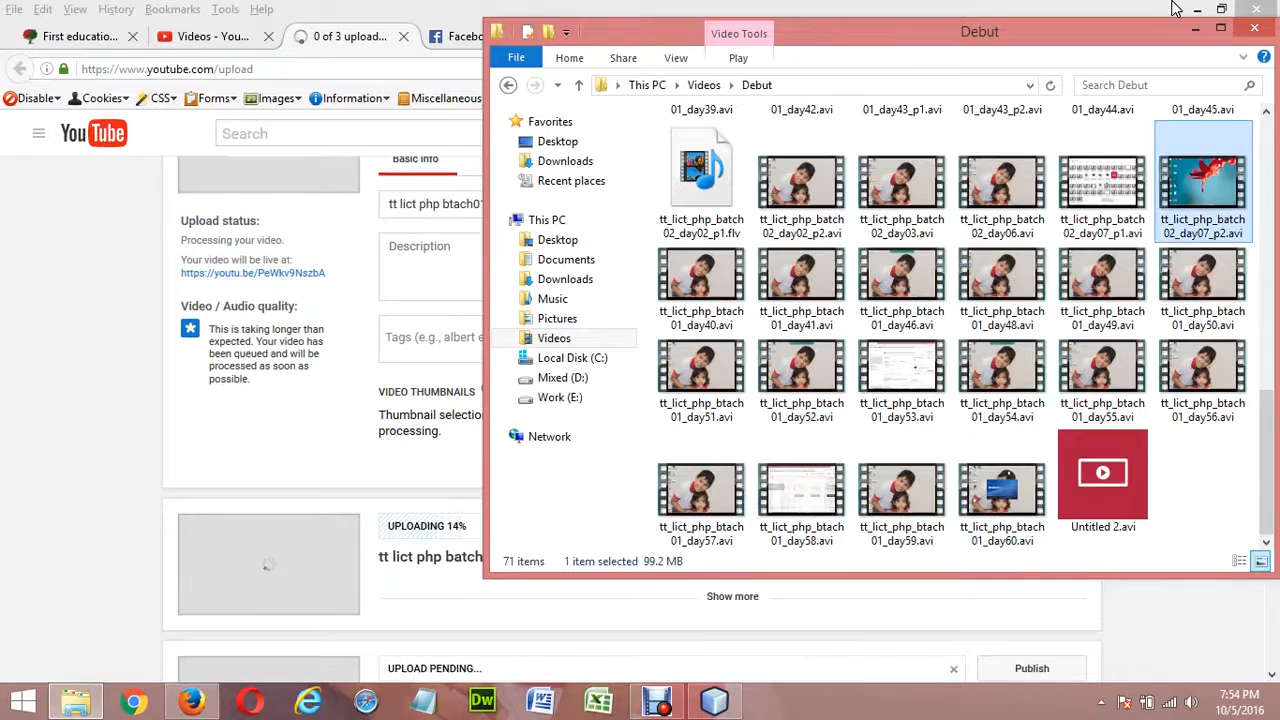 File Edit View History Bookmarks Tools Help
First education...
Videos - You...
0 of 3 upload...
Faceb
https://www.youtube.com/upload
Disable
Cookies
CSS
Forms
Images
Information
Miscellaneous
YouTube
Search
Basic info
Upload status:
Processing your video.
Your video will be live at:
https://youtu.be/PeWkv9NszbA
Video / Audio quality:
This is taking longer than
expected. Your video has
been queued and will be
processed as soon as
possible.
tt lict php btach01
Description
Tags (e.g., albert e
VIDEO THUMBNAILS
Thumbnail selectio
processing.
UPLOADING 14%
tt lict php batch
Show more
UPLOAD PENDING...
Publish
Video Tools
Debut
File Home Share View Play
This PC Videos Debut
Search Debut
Favorites
Desktop
Downloads
Recent places
This PC
Desktop
Documents
Downloads
Music
Pictures
Videos
Local Disk (C:)
Mixed (D:)
Work (E:)
Network
01_day39.avi 01_day42.avi 01_day43_p1.avi 01_day43_p2.avi 01_day44.avi 01_day45.avi
tt_lict_php_batch tt_lict_php_batch tt_lict_php_batch tt_lict_php_batch tt_lict_php_batch tt_lict_php_batch
02_day02_p1.flv 02_day02_p2.avi 02_day03.avi 02_day06.avi 02_day07_p1.avi 02_day07_p2.avi
tt_lict_php_btach tt_lict_php_btach tt_lict_php_btach tt_lict_php_btach tt_lict_php_btach tt_lict_php_btach
01_day40.avi 01_day41.avi 01_day46.avi 01_day48.avi 01_day49.avi 01_day50.avi
tt_lict_php_btach tt_lict_php_btach tt_lict_php_btach tt_lict_php_btach tt_lict_php_btach tt_lict_php_btach
01_day51.avi 01_day52.avi 01_day53.avi 01_day54.avi 01_day55.avi 01_day56.avi
tt_lict_php_btach tt_lict_php_btach tt_lict_php_btach tt_lict_php_btach Untitled 2.avi
01_day57.avi 01_day58.avi 01_day59.avi 01_day60.avi
71 items 1 item selected 99.2 MB
7:54 PM
10/5/2016